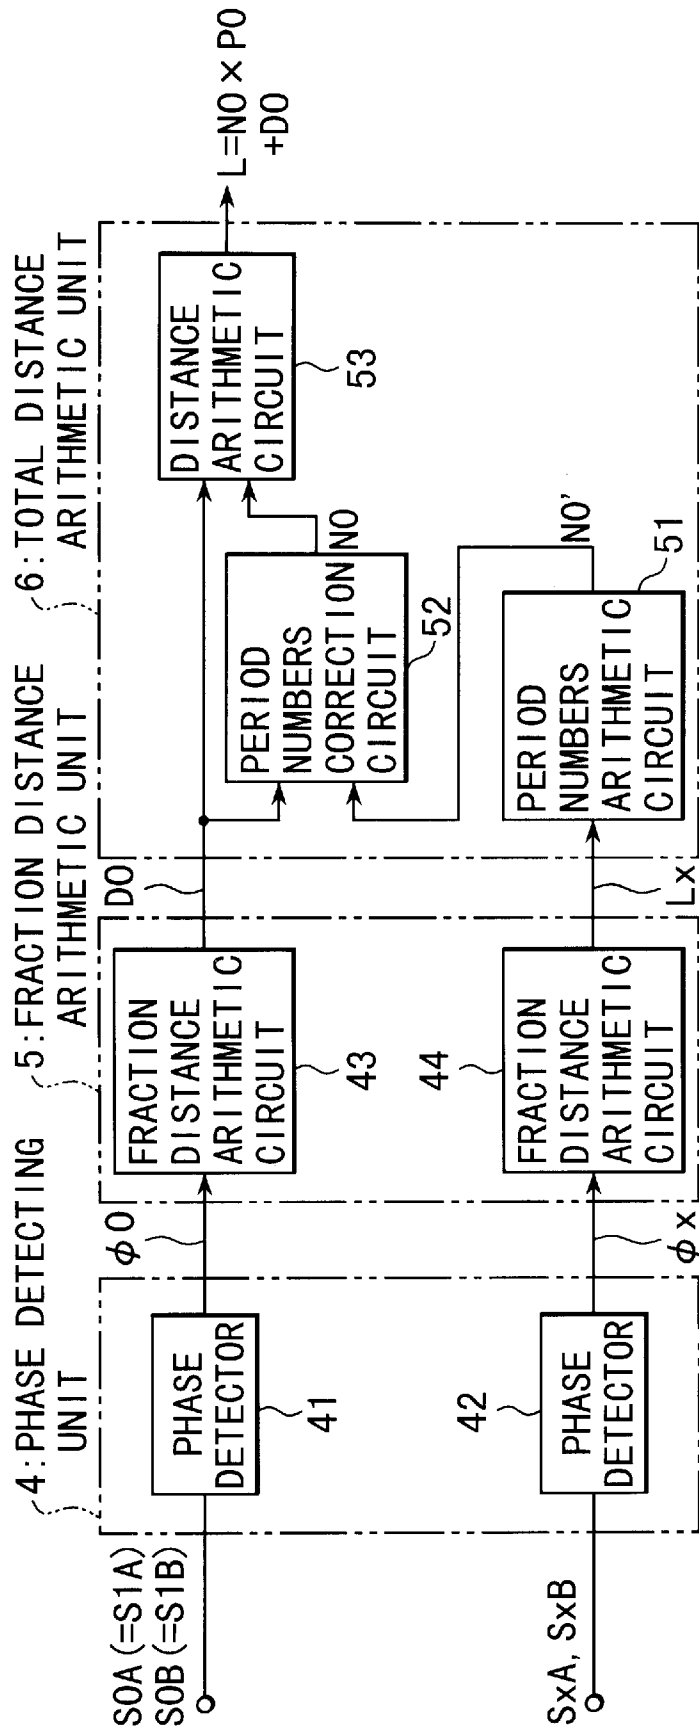 4:PHASE DETECTING
UNIT
5:FRACTION DISTANCE
ARITHMETIC UNIT
6:TOTAL DISTANCE
ARITHMETIC UNIT
S0A(=S1A)
S0B(=S1B)
PHASE
DETECTOR
41
φ0
FRACTION
DISTANCE
ARITHMETIC
CIRCUIT
43
D0
PERIOD
NUMBERS
CORRECTION
CIRCUIT
52
N0
DISTANCE
ARITHMETIC
CIRCUIT
53
L=N0×P0
+D0
SxA, SxB
PHASE
DETECTOR
42
φx
FRACTION
DISTANCE
ARITHMETIC
CIRCUIT
44
Lx
PERIOD
NUMBERS
ARITHMETIC
CIRCUIT
51
N0'